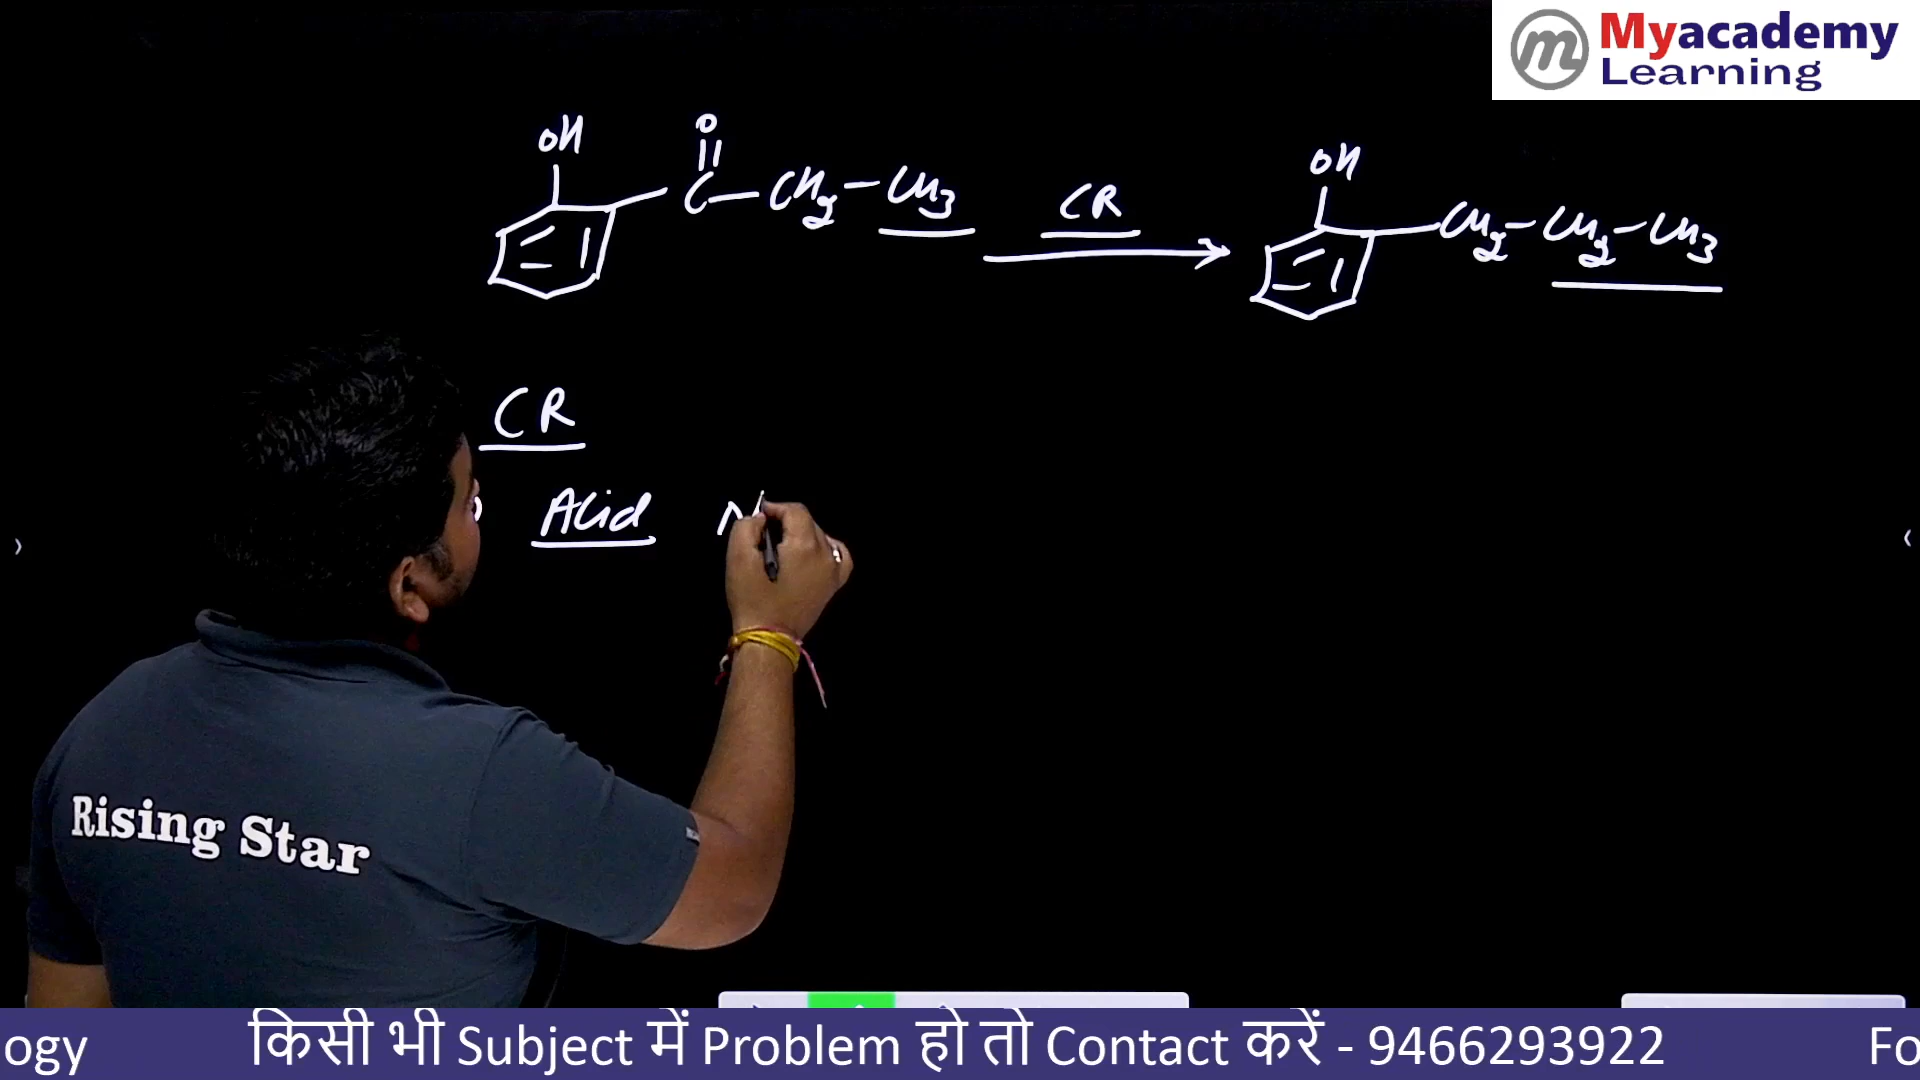 Myacademy
Learning
OH
O
C-CH2-CH3
CR
OH
CH2-CH2-CH3
CR
Acid
Rising Star
ogy किसी भी Subject में Problem हो तो Contact करें - 9466293922 Fo